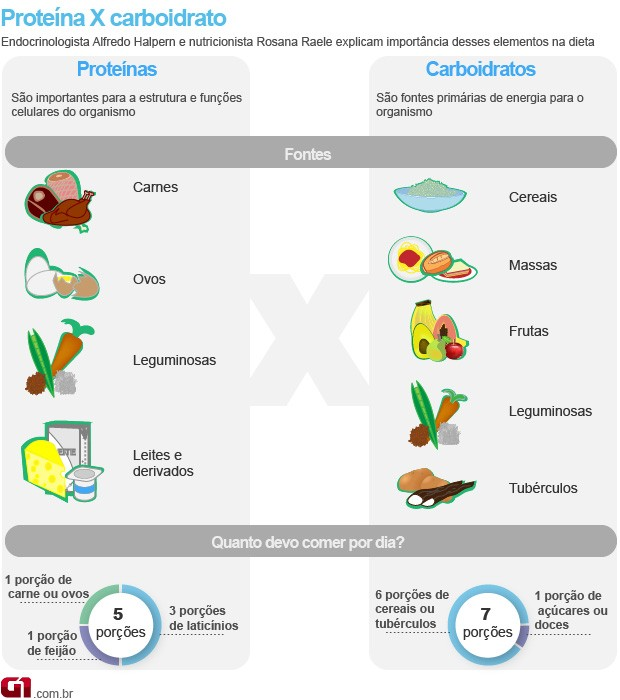 Proteína X carboidrato
Endocrinologista Alfredo Halpern e nutricionista Rosana Raele explicam importância desses elementos na dieta
Proteínas
São importantes para a estrutura e funções
celulares do organismo
Carboidratos
São fontes primárias de energia para o
organismo
Fontes
X
Carnes
Ovos
Leguminosas
LEITE
Leites e
derivados
Cereais
Massas
Frutas
Leguminosas
Tubérculos
Quanto devo comer por dia?
1 porção de
carne ou ovos
1 porção
de feijão
5
porções
3 porções
de laticínios
6 porções de
cereais ou
tubérculos
7
porções
1 porção de
açúcares ou
doces
G1.com.br